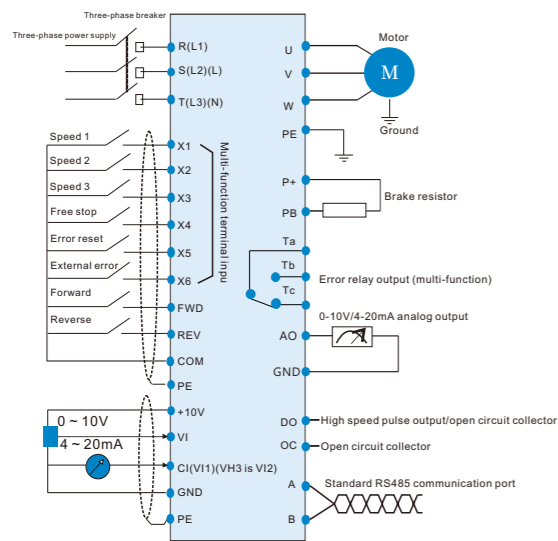 Three-phase breaker
Three-phase power supply
R(L1)
S(L2)(L)
T(L3)(N)
Speed 1
X1
Speed 2
X2
Speed 3
X3
Free stop
X4
Error reset
X5
External error
X6
Forward
FWD
Reverse
REV
COM
PE
Multi-function terminal inpu
+10V
0 ~ 10V
VI
4 ~ 20mA
CI(VI1)(VH3 is VI2)
GND
PE
Motor
U
V
M
W
Ground
PE
P+
Brake resistor
PB
Ta
Tb
Error relay output (multi-function)
Tc
0-10V/4-20mA analog output
AO
GND
DO
High speed pulse output/open circuit collector
OC
Open circuit collector
A
Standard RS485 communication port
B